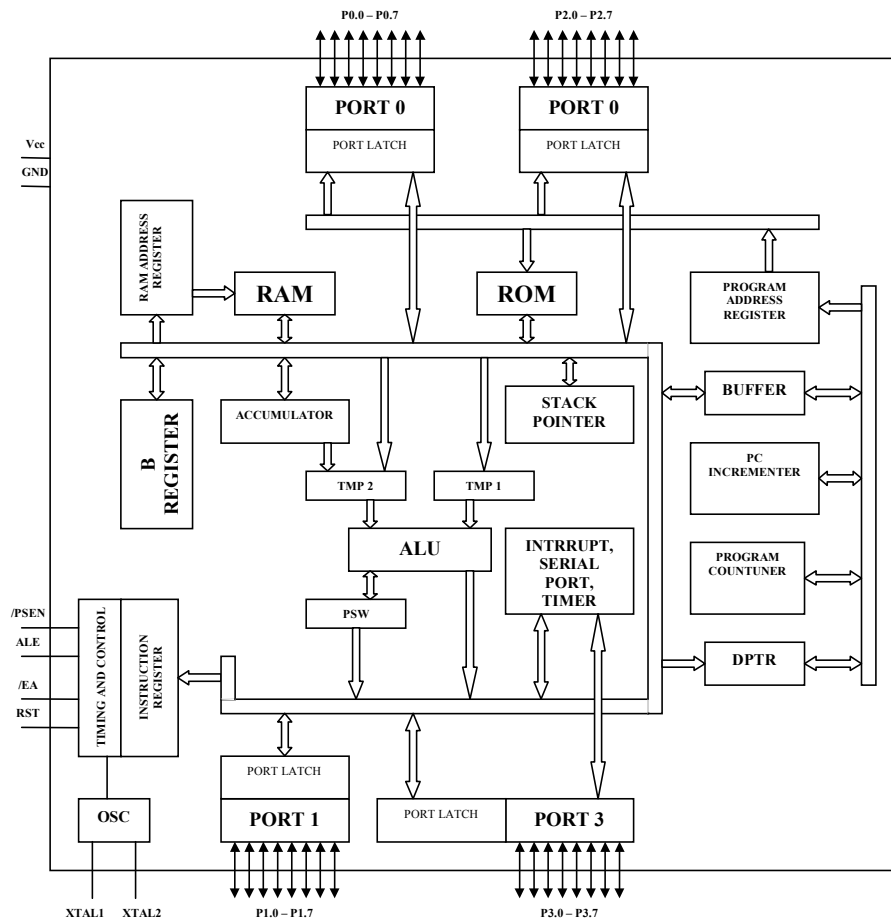 P0.0 – P0.7
P2.0 – P2.7
PORT 0
PORT LATCH
PORT 0
PORT LATCH
Vcc
GND
RAM ADDRESS
REGISTER
RAM
ROM
PROGRAM
ADDRESS
REGISTER
B
REGISTER
ACCUMULATOR
STACK
POINTER
BUFFER
TMP 2
TMP 1
PC
INCREMENTER
ALU
INTRRUPT,
SERIAL
PORT,
TIMER
PROGRAM
COUNTUNER
PSW
DPTR
/PSEN
ALE
/EA
RST
TIMING AND CONTROL
INSTRUCTION
REGISTER
PORT LATCH
PORT 1
PORT LATCH
PORT 3
OSC
XTAL1
XTAL2
P1.0 – P1.7
P3.0 – P3.7